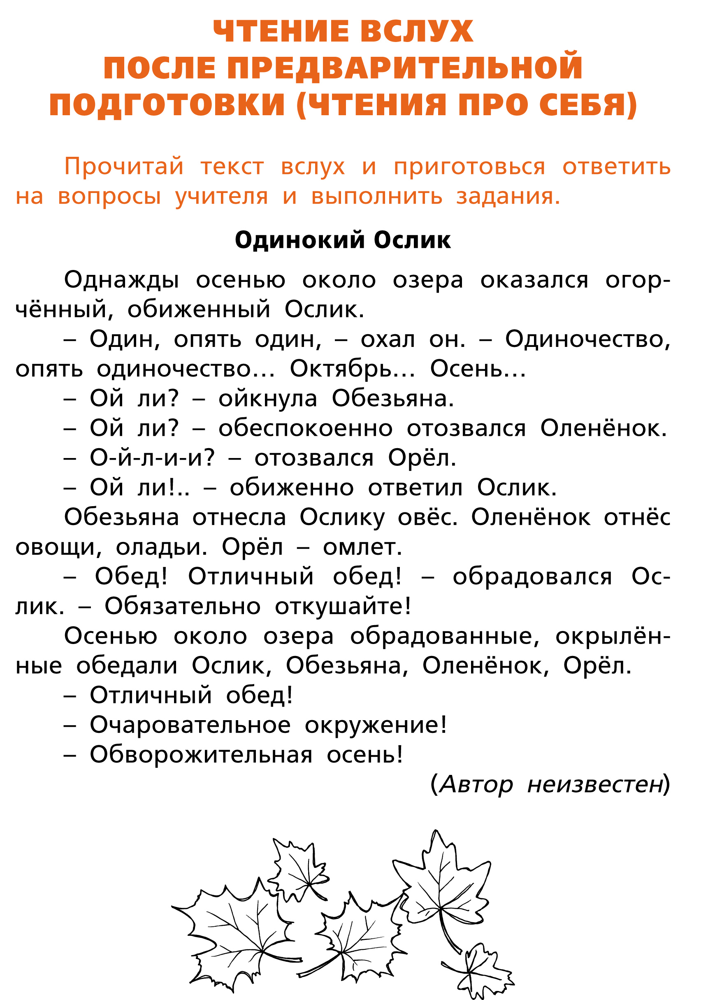 ЧТЕНИЕ ВСЛУХ
ПОСЛЕ ПРЕДВАРИТЕЛЬНОЙ
ПОДГОТОВКИ (ЧТЕНИЯ ПРО СЕБЯ)
Прочитай текст вслух и приготовься ответить
на вопросы учителя и выполнить задания.
Одинокий Ослик
Однажды осенью около озера оказался огор-
чённый, обиженный Ослик.
– Один, опять один, – охал он. – Одиночество,
опять одиночество… Октябрь… Осень…
– Ой ли? – ойкнула Обезьяна.
– Ой ли? – обеспокоенно отозвался Оленёнок.
– О-й-л-и-и? – отозвался Орёл.
– Ой ли!.. – обиженно ответил Ослик.
Обезьяна отнесла Ослику овёс. Оленёнок отнёс
овощи, оладьи. Орёл – омлет.
– Обед! Отличный обед! – обрадовался Ос-
лик. – Обязательно откушайте!
Осенью около озера обрадованные, окрылён-
ные обедали Ослик, Обезьяна, Оленёнок, Орёл.
– Отличный обед!
– Очаровательное окружение!
– Обворожительная осень!
(Автор неизвестен)